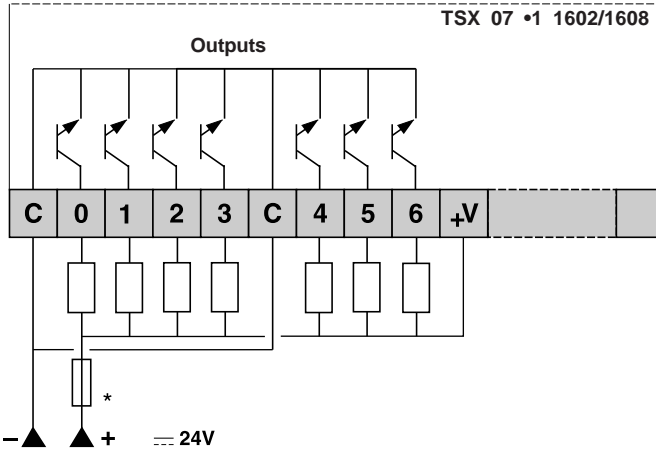 TSX 07 •1 1602/1608
Outputs
C 0 1 2 3 C 4 5 6 +V
*
− + ⎓ 24V